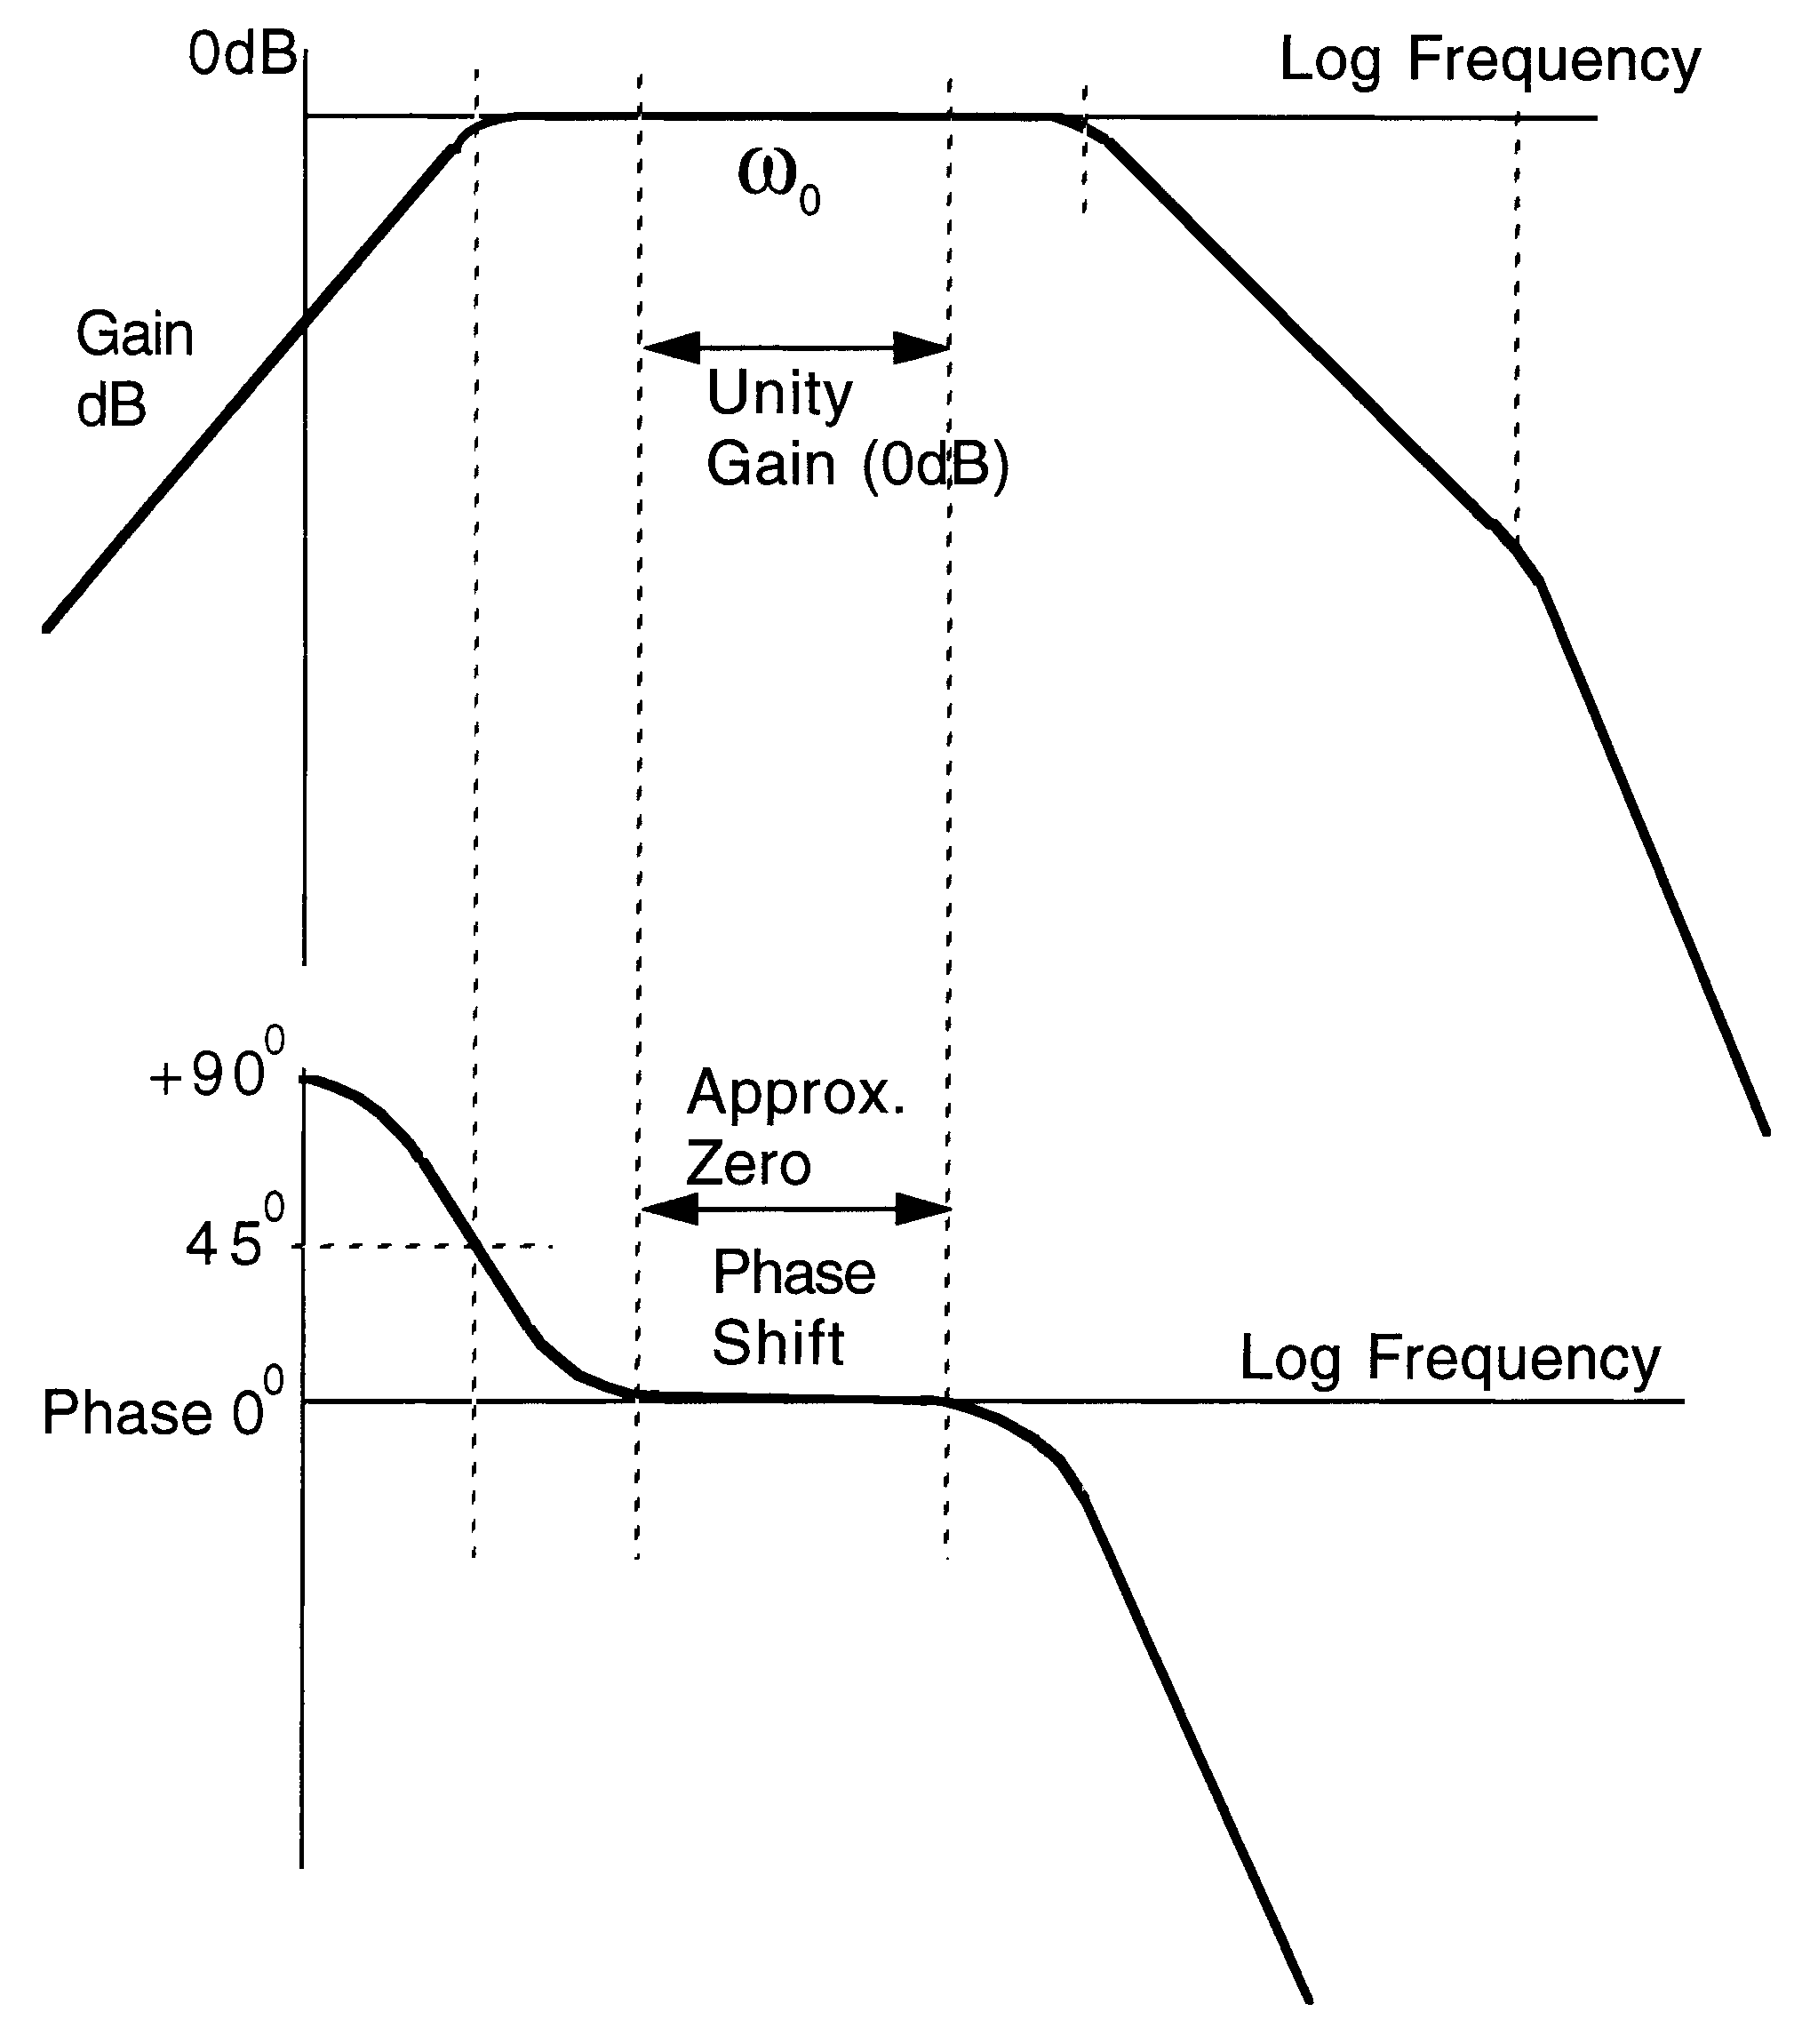 0dB
Log Frequency
ω0
Gain
dB
Unity
Gain (0dB)
+90⁰
Approx.
Zero
45⁰
Phase
Shift
Log Frequency
Phase 0⁰